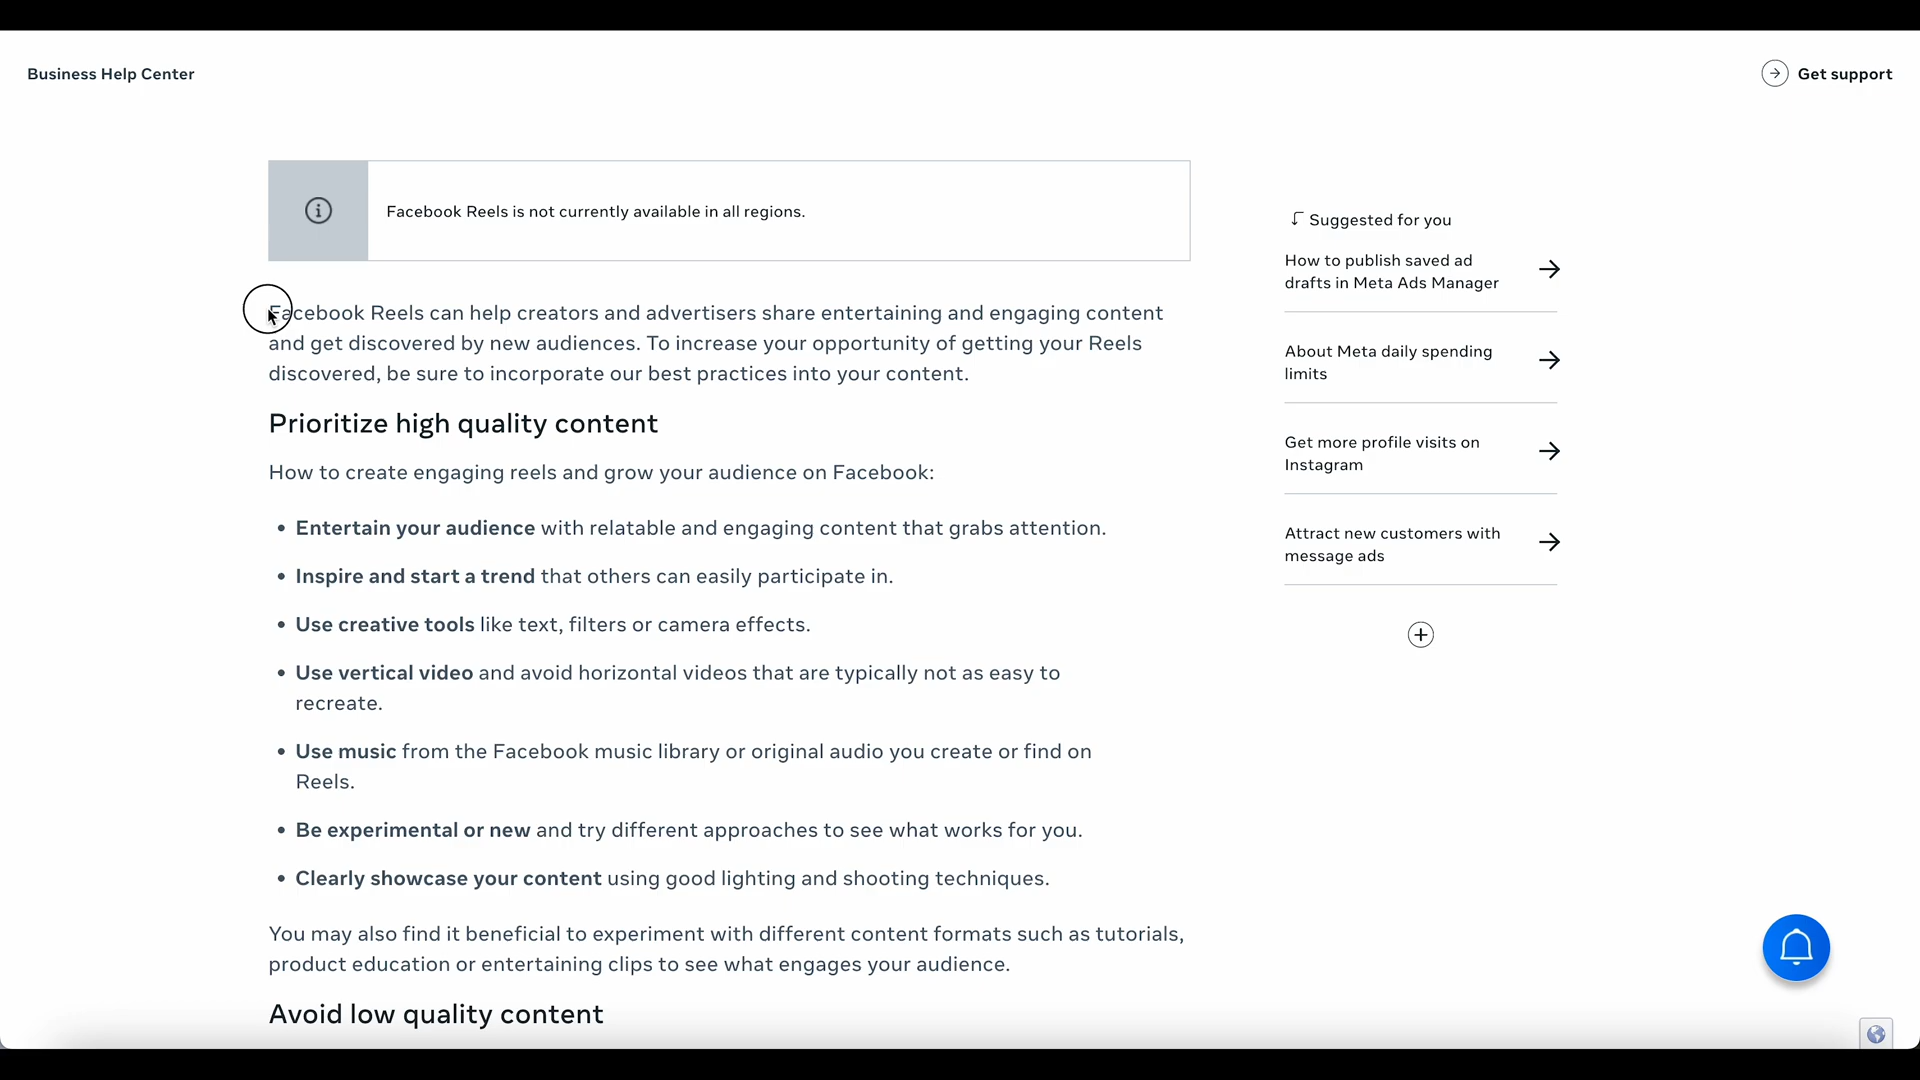 Business Help Center
Get support
Facebook Reels is not currently available in all regions.
Facebook Reels can help creators and advertisers share entertaining and engaging content
and get discovered by new audiences. To increase your opportunity of getting your Reels
discovered, be sure to incorporate our best practices into your content.
Prioritize high quality content
How to create engaging reels and grow your audience on Facebook:
• Entertain your audience with relatable and engaging content that grabs attention.
• Inspire and start a trend that others can easily participate in.
• Use creative tools like text, filters or camera effects.
• Use vertical video and avoid horizontal videos that are typically not as easy to
recreate.
• Use music from the Facebook music library or original audio you create or find on
Reels.
• Be experimental or new and try different approaches to see what works for you.
• Clearly showcase your content using good lighting and shooting techniques.
You may also find it beneficial to experiment with different content formats such as tutorials,
product education or entertaining clips to see what engages your audience.
Avoid low quality content
Suggested for you
How to publish saved ad
drafts in Meta Ads Manager
About Meta daily spending
limits
Get more profile visits on
Instagram
Attract new customers with
message ads